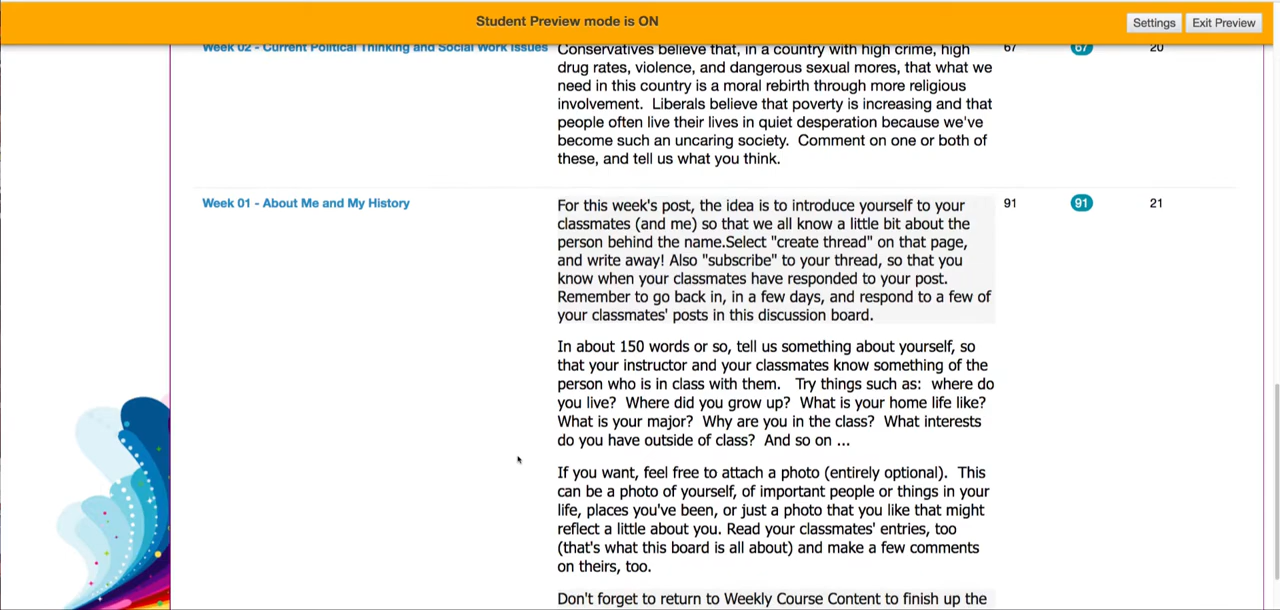 Student Preview mode is ON
Settings
Exit Preview
Week 02 - Current Political Thinking and Social Work Issues
Conservatives believe that, in a country with high crime, high
67
67
20
drug rates, violence, and dangerous sexual mores, that what we
need in this country is a moral rebirth through more religious
involvement.  Liberals believe that poverty is increasing and that
people often live their lives in quiet desperation because we've
become such an uncaring society.  Comment on one or both of
these, and tell us what you think.
Week 01 - About Me and My History
For this week's post, the idea is to introduce yourself to your
91
91
21
classmates (and me) so that we all know a little bit about the
person behind the name.Select "create thread" on that page,
and write away! Also "subscribe" to your thread, so that you
know when your classmates have responded to your post.
Remember to go back in, in a few days, and respond to a few of
your classmates' posts in this discussion board.
In about 150 words or so, tell us something about yourself, so
that your instructor and your classmates know something of the
person who is in class with them.   Try things such as:  where do
you live?  Where did you grow up?  What is your home life like?
What is your major?  Why are you in the class?  What interests
do you have outside of class?  And so on ...
If you want, feel free to attach a photo (entirely optional).  This
can be a photo of yourself, of important people or things in your
life, places you've been, or just a photo that you like that might
reflect a little about you. Read your classmates' entries, too
(that's what this board is all about) and make a few comments
on theirs, too.
Don't forget to return to Weekly Course Content to finish up the